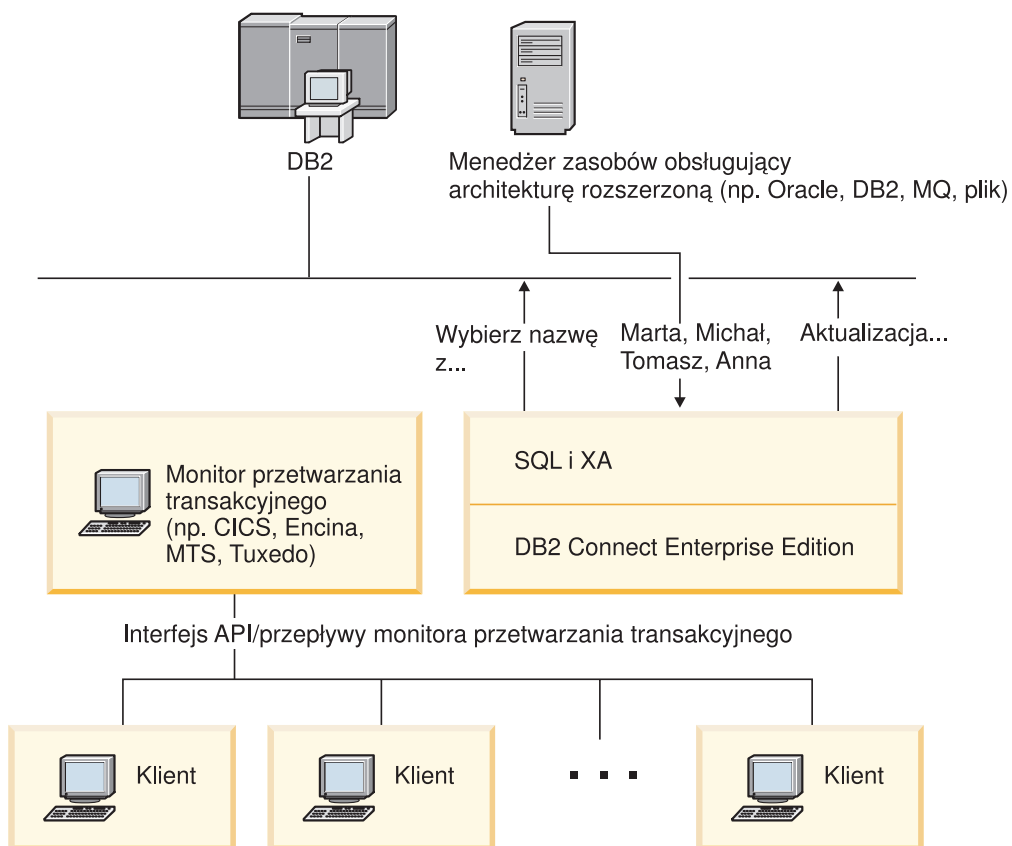 DB2
Menedżer zasobów obsługujący
architekturę rozszerzoną (np. Oracle, DB2, MQ, plik)
Wybierz nazwę
z...
Marta, Michał,
Tomasz, Anna
Aktualizacja...
Monitor przetwarzania
transakcyjnego
(np. CICS, Encina,
MTS, Tuxedo)
SQL i XA
DB2 Connect Enterprise Edition
Interfejs API/przepływy monitora przetwarzania transakcyjnego
Klient
Klient
. . .
Klient